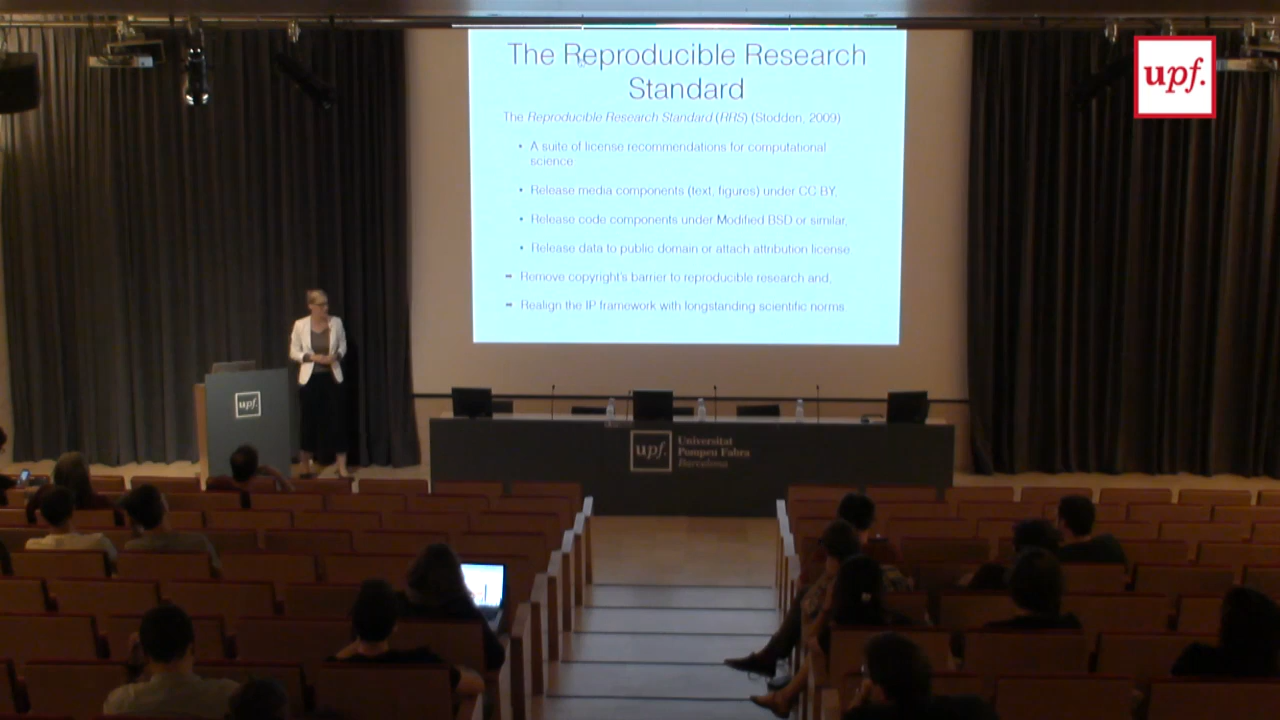 The Reproducible Research
Standard
The Reproducible Research Standard (RRS) (Stodden, 2009)
• A suite of license recommendations for computational
science
• Release media components (text, figures) under CC BY,
• Release code components under Modified BSD or similar,
• Release data to public domain or attach attribution license
Remove copyright's barrier to reproducible research and,
Realign the IP framework with longstanding scientific norms.
upf.
upf.
upf.
Universitat
Pompeu Fabra
Barcelona